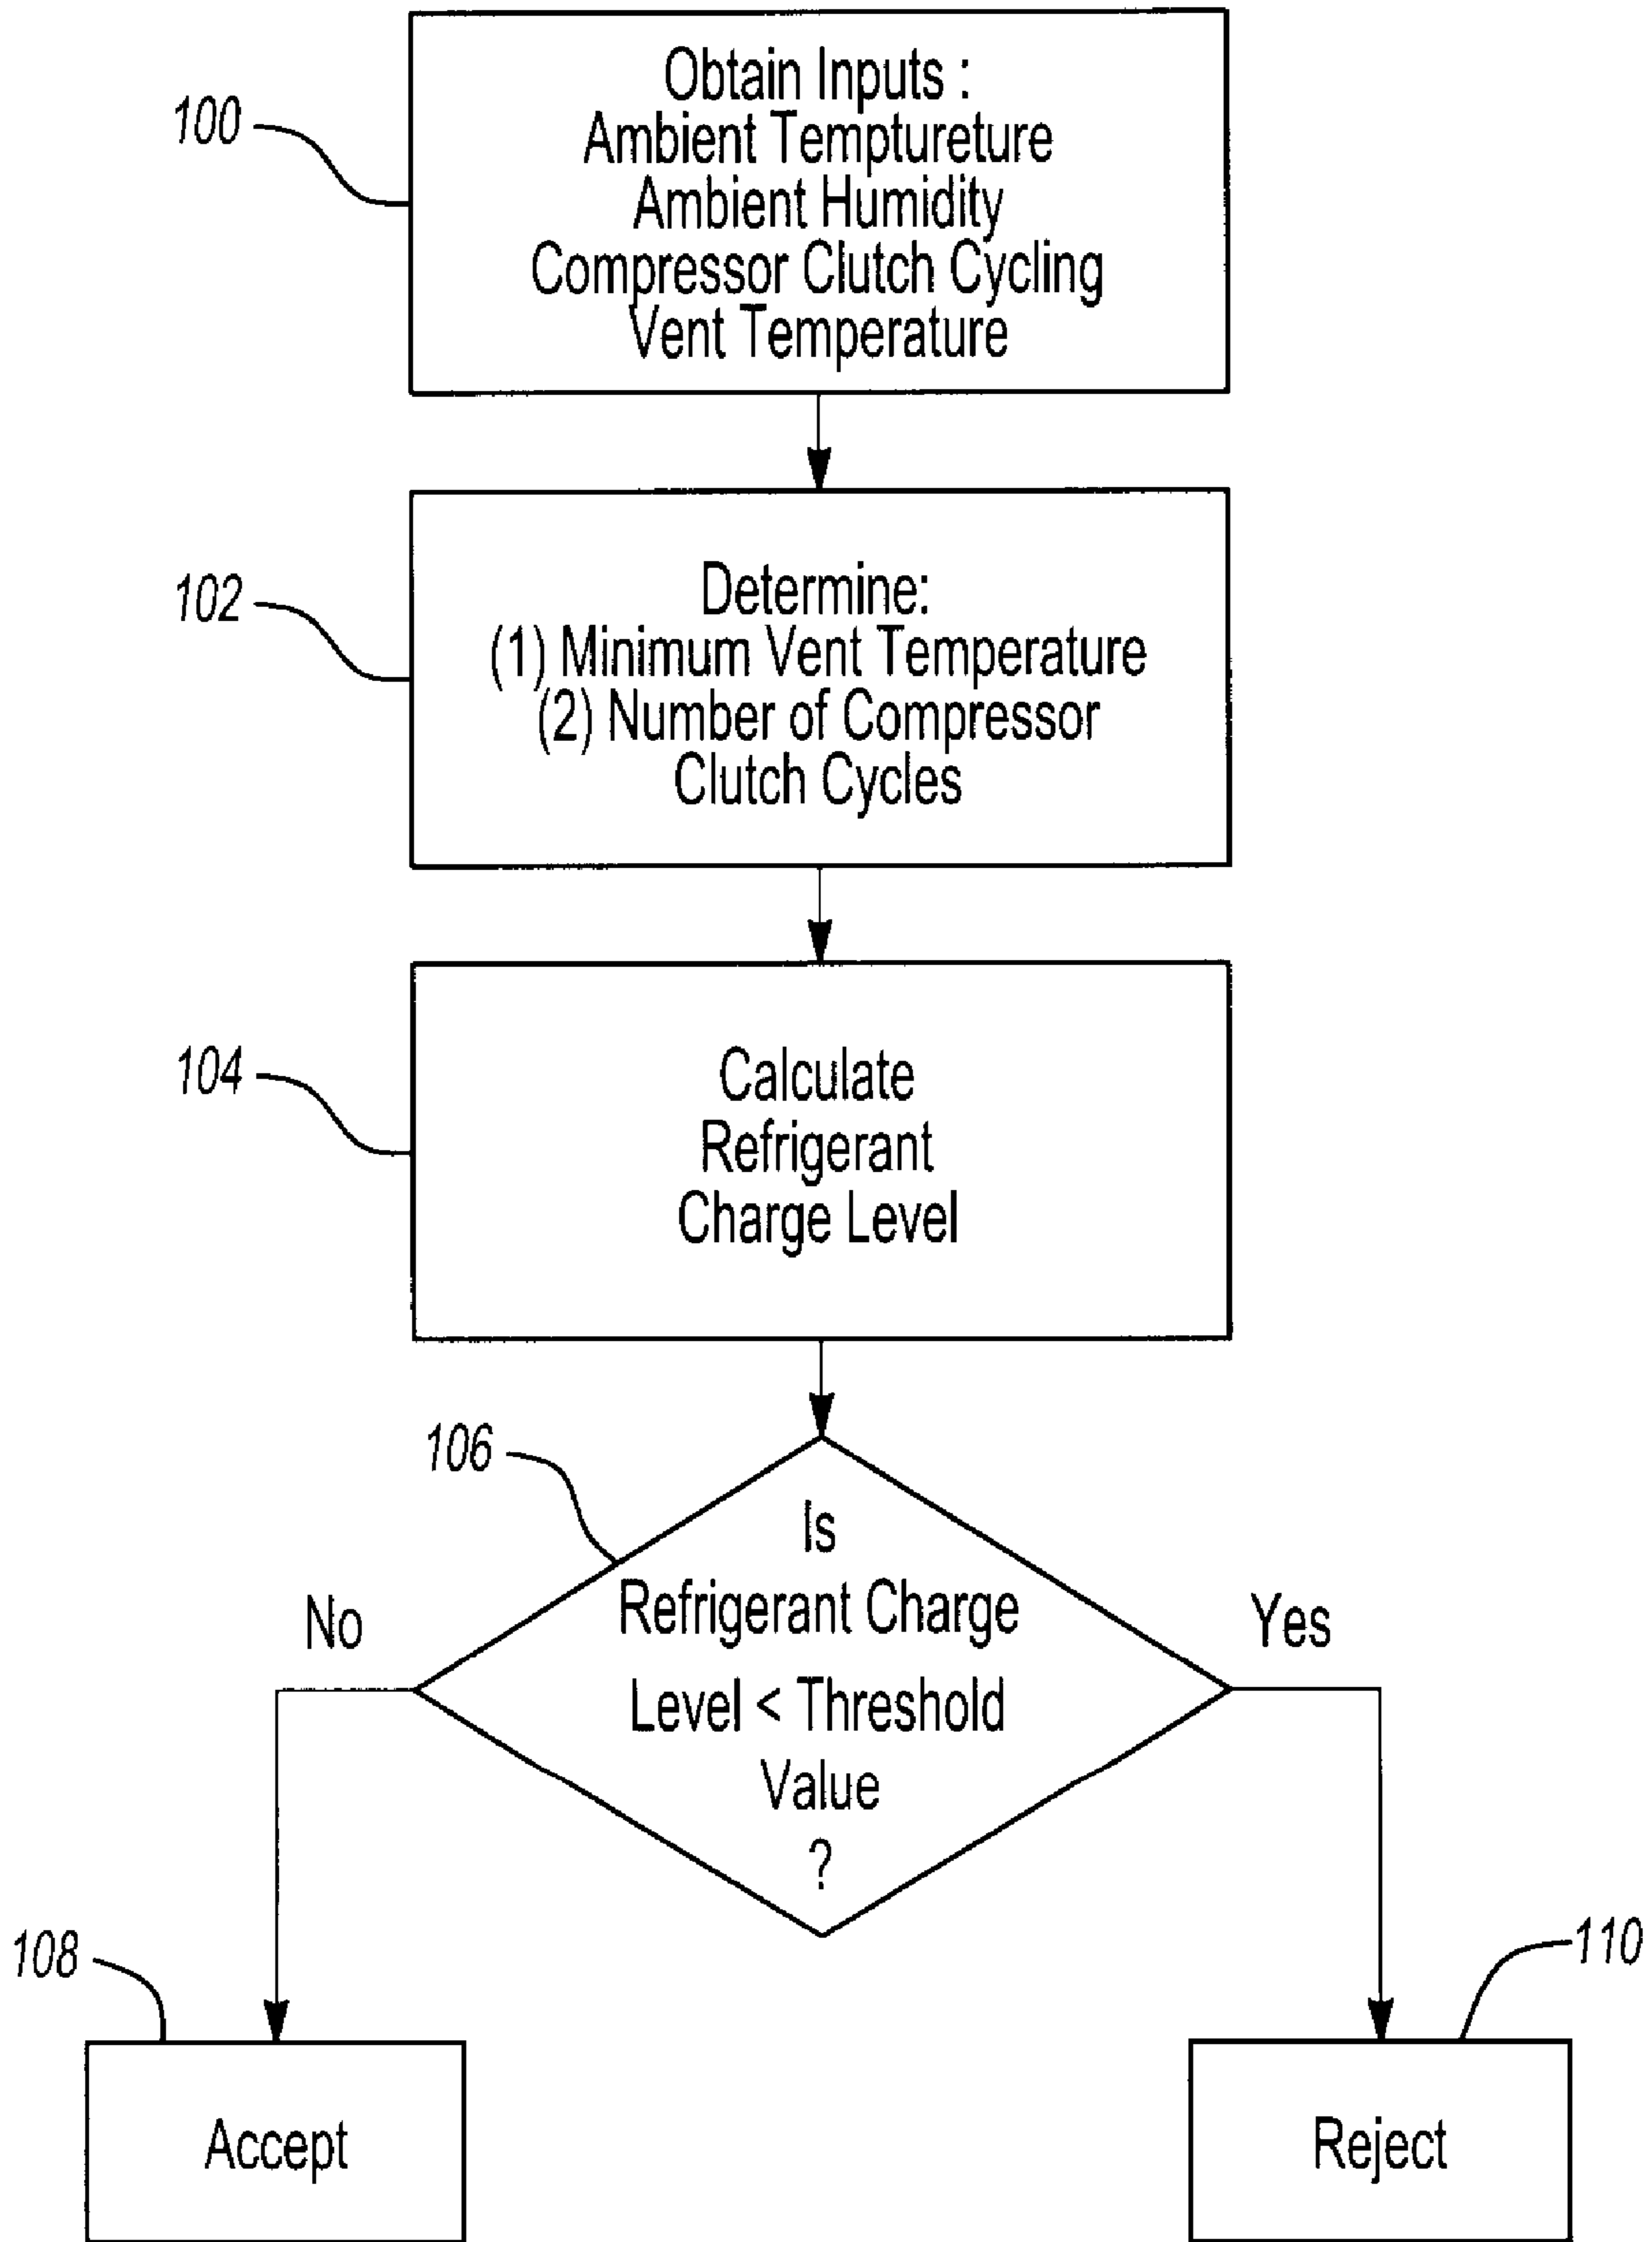 100
Obtain Inputs :
Ambient Temptureture
Ambient Humidity
Compressor Clutch Cycling
Vent Temperature
102
Determine:
(1) Minimum Vent Temperature
(2) Number of Compressor
Clutch Cycles
104
Calculate
Refrigerant
Charge Level
106
Is
Refrigerant Charge
Level < Threshold
Value
?
No
Yes
108
Accept
110
Reject